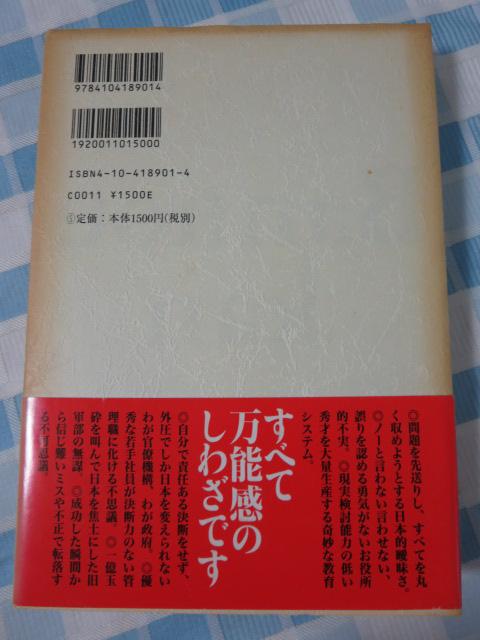 9784104189014
1920011015000
ISBN4-10-418901-4
C0011 ¥1500E
定価：本体1500円(税別)
◎問題を先送りし、すべてを丸
く収めようとする日本的曖昧さ。
◎ノーと言わない言わせない、
誤りを認める勇気がないお役所
的不実。◎現実検討能力の低い
秀才を大量生産する奇妙な教育
システム。
すべて
万能感の
しわざです
◎自分で責任ある決断をせず、
外圧でしか日本を変えられない
わが官僚機構、わが政府。◎優
秀な若手社員が決断力のない管
理職に化ける不思議。◎一億玉
砕を叫んで日本を焦土にした旧
軍部の無謀。◎成功した瞬間か
ら信じ難いミスや不正で転落す
る不可思議。